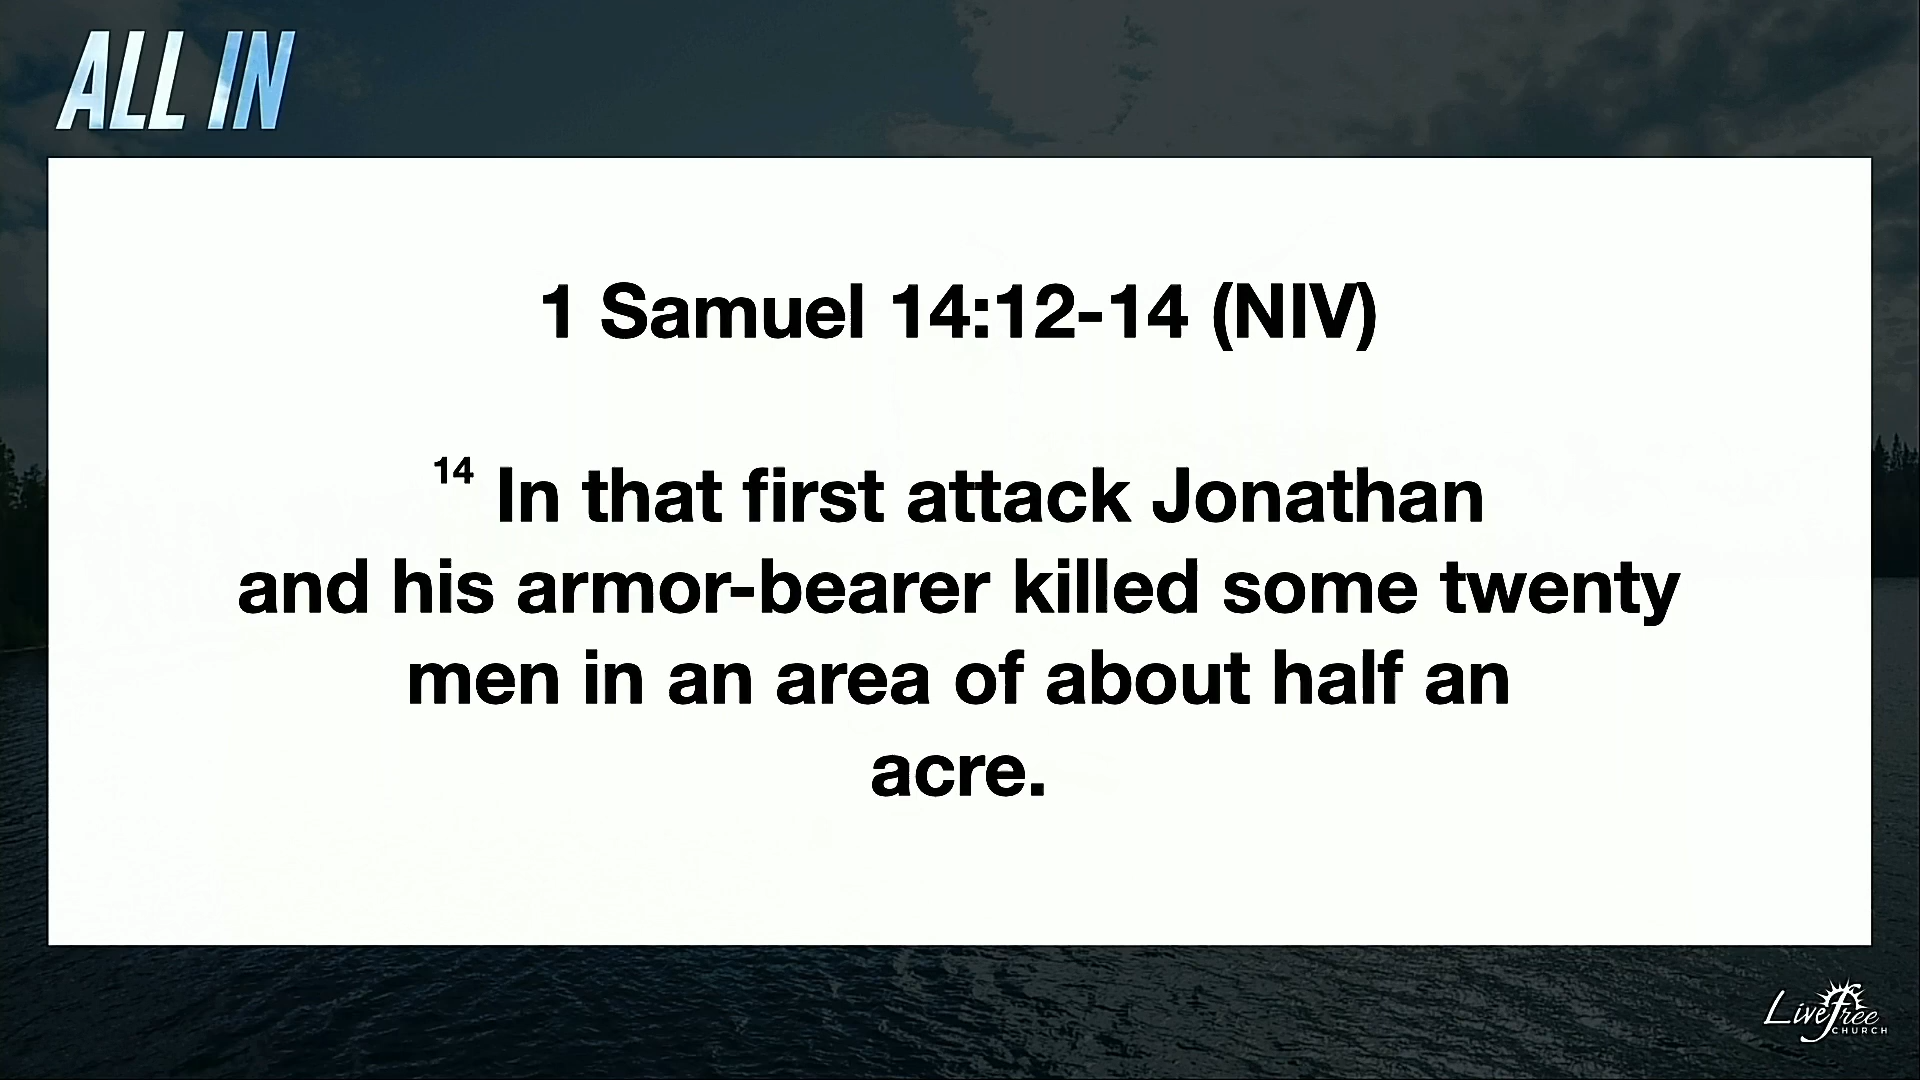 ALL IN
1 Samuel 14:12-14 (NIV)
14 In that first attack Jonathan
and his armor-bearer killed some twenty
men in an area of about half an
acre.
LiveFree
CHURCH